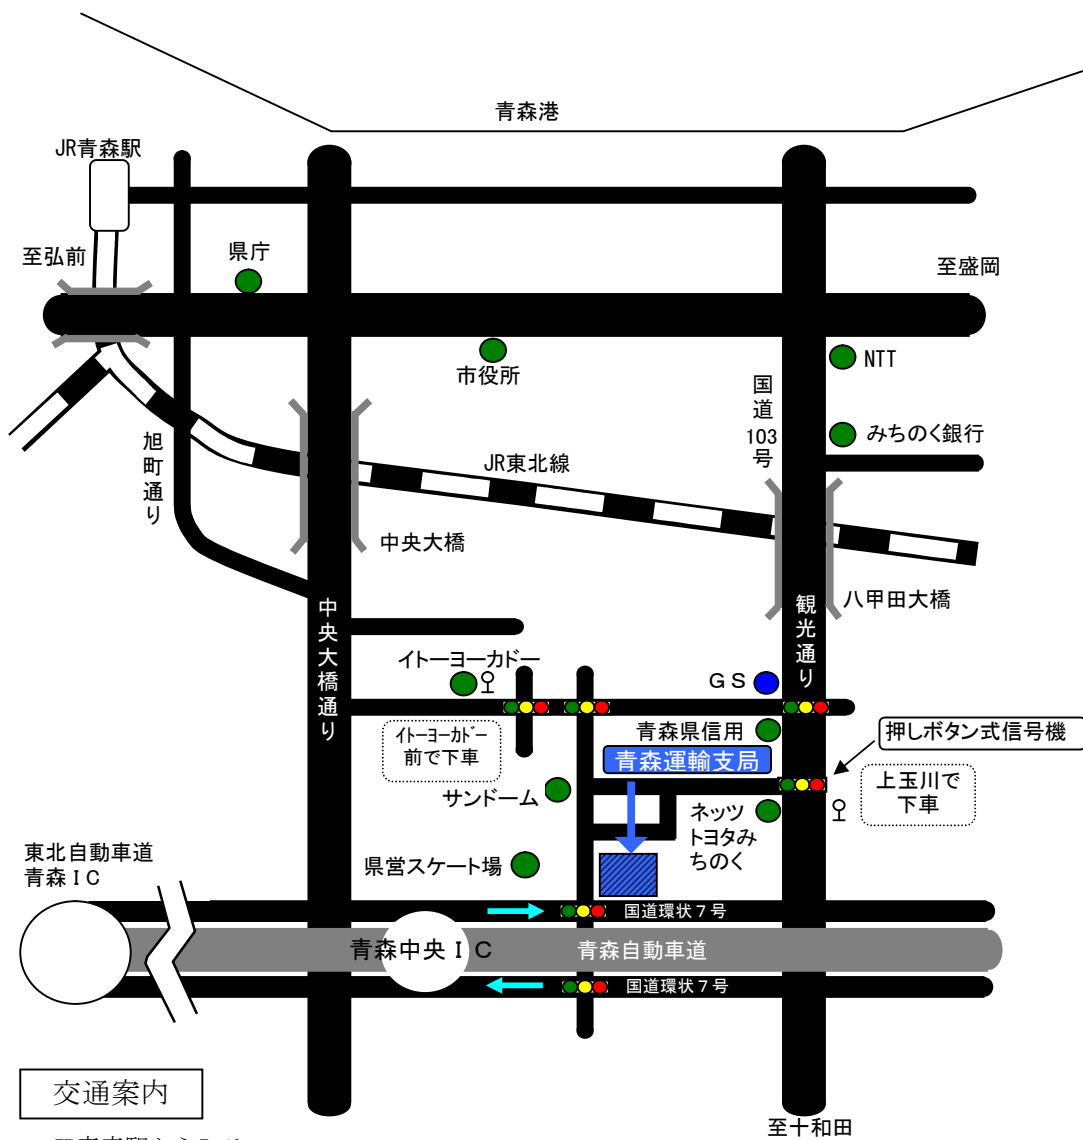 青森港
JR青森駅
至弘前
県庁
至盛岡
市役所
国道103号
NTT
みちのく銀行
旭町通り
JR東北線
中央大橋
八甲田大橋
中央大橋通り
観光通り
イトーヨーカドー
ＧＳ
イトーヨーカドー
前で下車
青森県信用
押しボタン式信号機
青森運輸支局
サンドーム
ネッツ
トヨタみ
ちのく
上玉川で
下車
県営スケート場
東北自動車道
青森ＩＣ
国道環状７号
青森中央ＩＣ
青森自動車道
国道環状７号
交通案内
至十和田